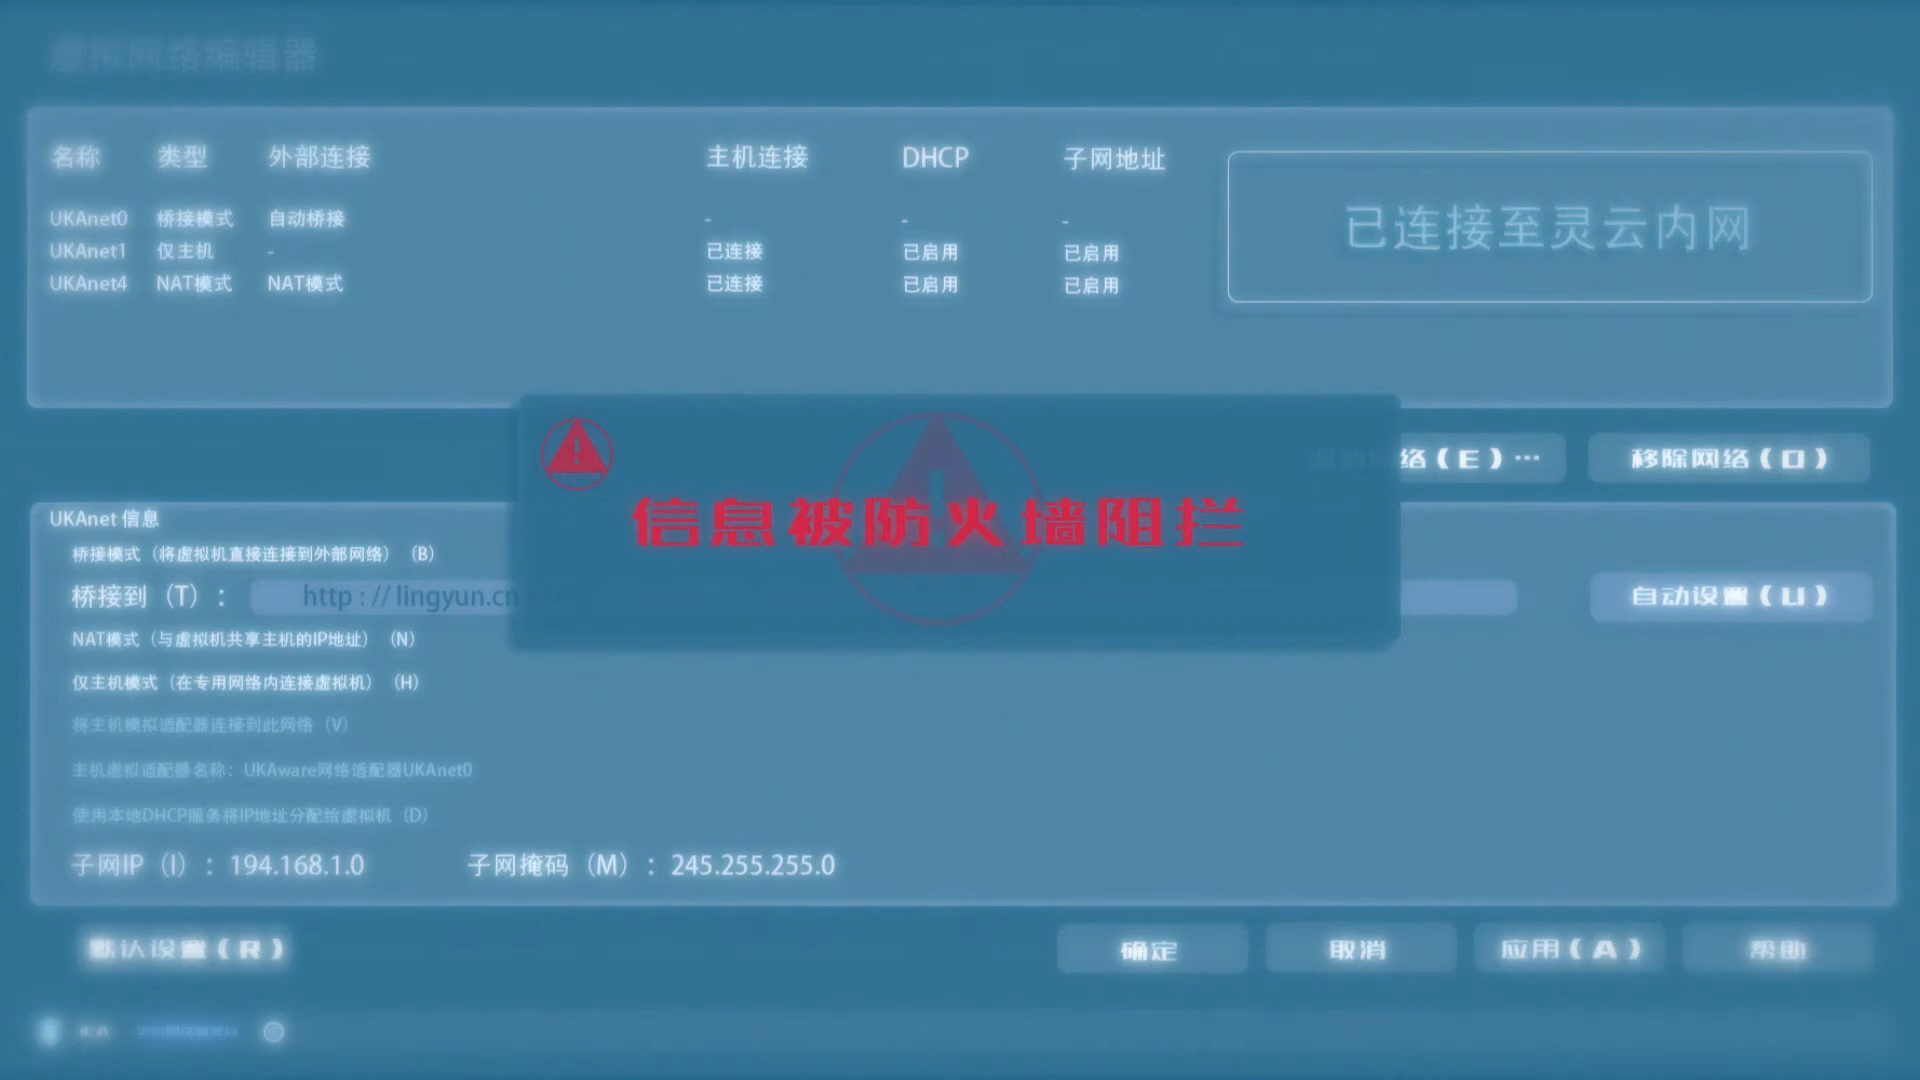 虚拟网络编辑器
名称 类型 外部连接 主机连接 DHCP 子网地址
UKAnet0 桥接模式 自动桥接 - - -
UKAnet1 仅主机 - 已连接 已启用 已启用
UKAnet4 NAT模式 NAT模式 已连接 已启用 已启用
已连接至灵云内网
络(E)… 移除网络(O)
信息被防火墙阻拦
UKAnet 信息
桥接模式（将虚拟机直接连接到外部网络）（B）
桥接到（T）： http://lingyun.cn 自动设置(U)
NAT模式（与虚拟机共享主机的IP地址）（N）
仅主机模式（在专用网络内连接虚拟机）（H）
将主机模拟适配器连接到此网络（V）
主机虚拟适配器名称：UKAware网络适配器UKAnet0
使用本地DHCP服务将IP地址分配给虚拟机（D）
子网IP（I）：194.168.1.0 子网掩码（M）：245.255.255.0
默认设置(R) 确定 取消 应用(A) 帮助